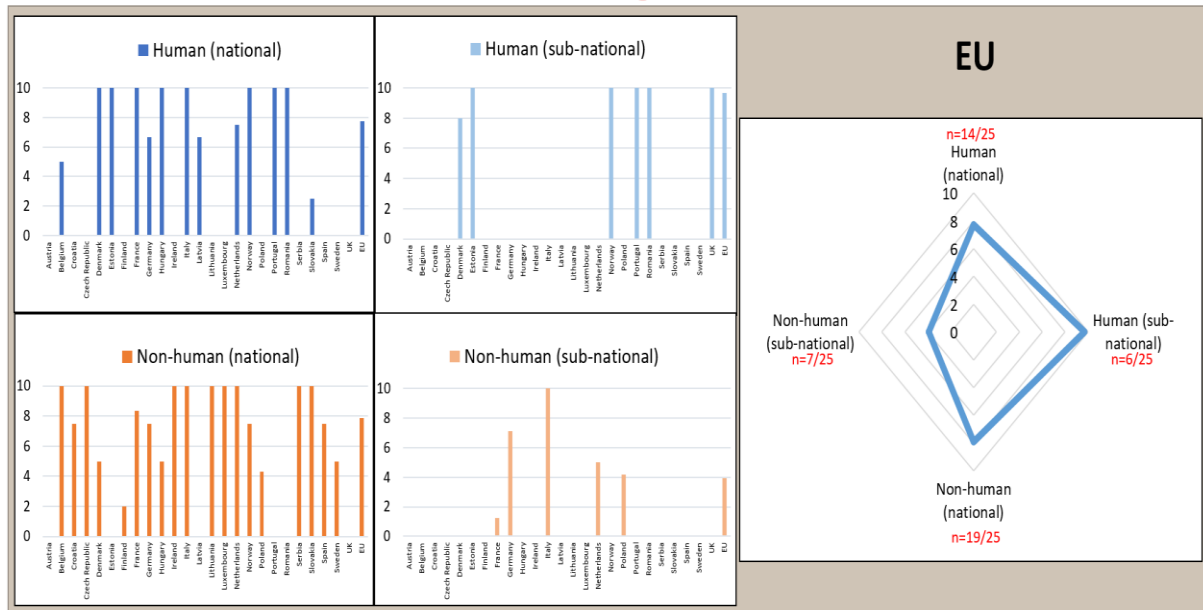 Human (national)
10
8
6
4
2
0
Austria
Belgium
Croatia
Czech Republic
Denmark
Estonia
Finland
France
Germany
Hungary
Ireland
Italy
Latvia
Lithuania
Luxembourg
Netherlands
Norway
Poland
Portugal
Romania
Serbia
Slovakia
Spain
Sweden
UK
EU
Human (sub-national)
10
8
6
4
2
0
Austria
Belgium
Croatia
Czech Republic
Denmark
Estonia
Finland
France
Germany
Hungary
Ireland
Italy
Latvia
Lithuania
Luxembourg
Netherlands
Norway
Poland
Portugal
Romania
Serbia
Slovakia
Spain
Sweden
UK
EU
Non-human (national)
10
8
6
4
2
0
Austria
Belgium
Croatia
Czech Republic
Denmark
Estonia
Finland
France
Germany
Hungary
Ireland
Italy
Latvia
Lithuania
Luxembourg
Netherlands
Norway
Poland
Portugal
Romania
Serbia
Slovakia
Spain
Sweden
UK
EU
Non-human (sub-national)
10
8
6
4
2
0
Austria
Belgium
Croatia
Czech Republic
Denmark
Estonia
Finland
France
Germany
Hungary
Ireland
Italy
Latvia
Lithuania
Luxembourg
Netherlands
Norway
Poland
Portugal
Romania
Serbia
Slovakia
Spain
Sweden
UK
EU
EU
n=14/25
Human
(national)
10
8
6
4
2
0
Non-human
(sub-national)
n=7/25
Human (sub-
national)
n=6/25
Non-human
(national)
n=19/25